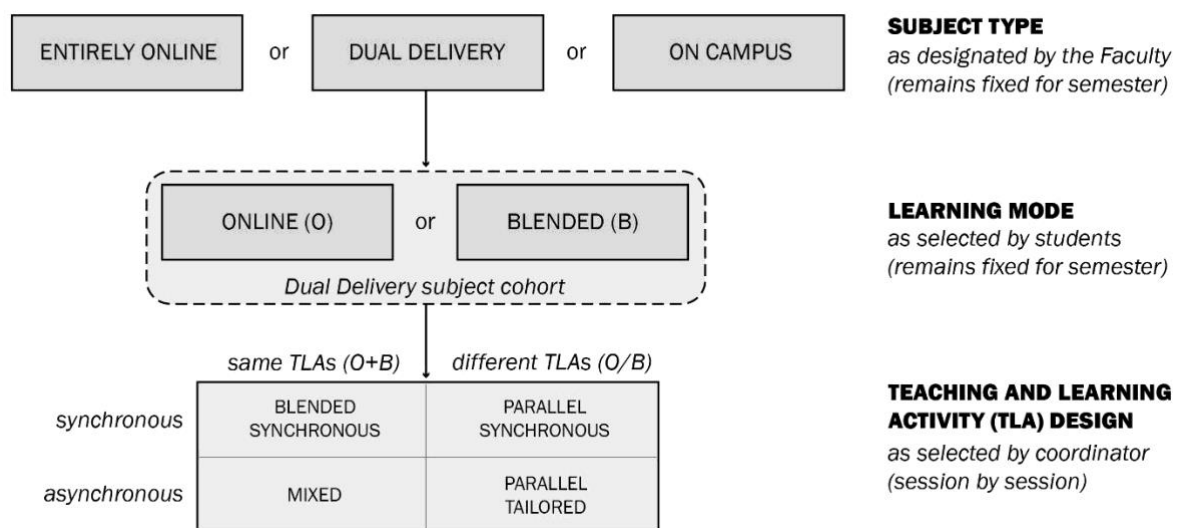 ENTIRELY ONLINE or DUAL DELIVERY or ON CAMPUS
SUBJECT TYPE
as designated by the Faculty
(remains fixed for semester)
ONLINE (O) or BLENDED (B)
Dual Delivery subject cohort
LEARNING MODE
as selected by students
(remains fixed for semester)
same TLAs (O+B) different TLAs (O/B)
synchronous
BLENDED
SYNCHRONOUS
PARALLEL
SYNCHRONOUS
asynchronous
MIXED
PARALLEL
TAILORED
TEACHING AND LEARNING
ACTIVITY (TLA) DESIGN
as selected by coordinator
(session by session)